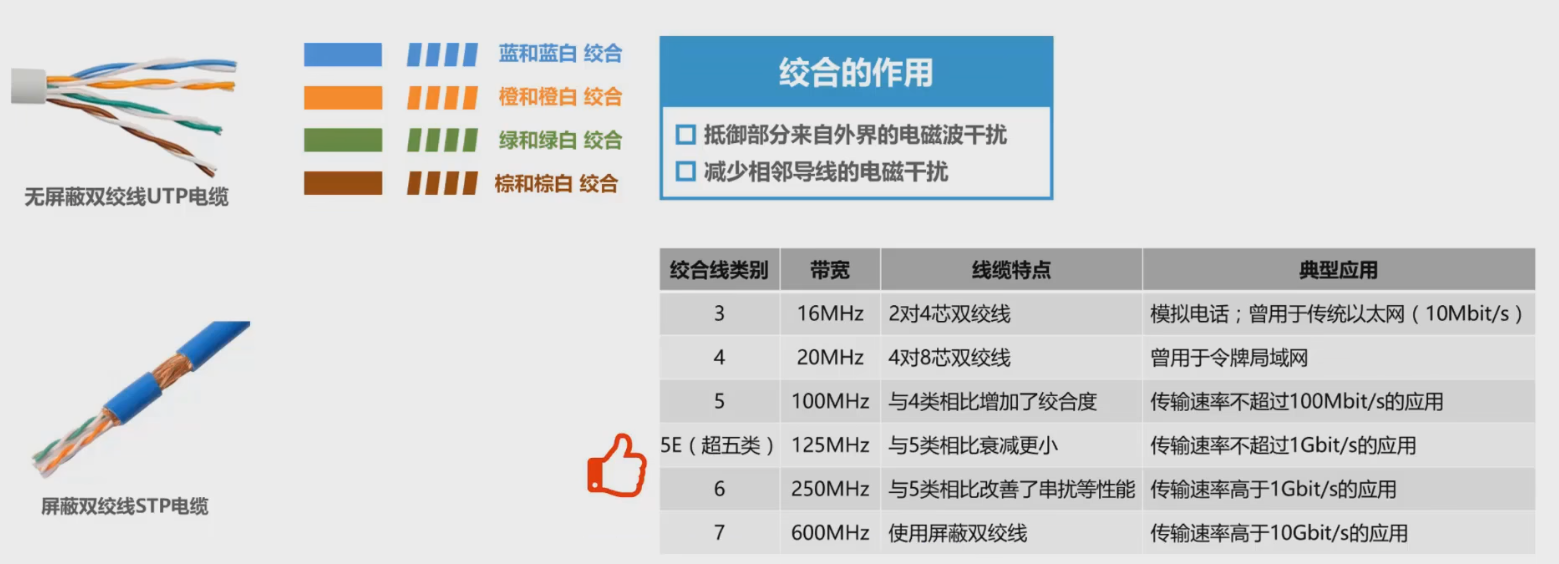 蓝和蓝白 绞合
橙和橙白 绞合
绿和绿白 绞合
棕和棕白 绞合
无屏蔽双绞线UTP电缆
绞合的作用
抵御部分来自外界的电磁波干扰
减少相邻导线的电磁干扰
屏蔽双绞线STP电缆
绞合线类别 带宽 线缆特点 典型应用
3 16MHz 2对4芯双绞线 模拟电话；曾用于传统以太网（10Mbit/s）
4 20MHz 4对8芯双绞线 曾用于令牌局域网
5 100MHz 与4类相比增加了绞合度 传输速率不超过100Mbit/s的应用
5E（超五类） 125MHz 与5类相比衰减更小 传输速率不超过1Gbit/s的应用
6 250MHz 与5类相比改善了串扰等性能 传输速率高于1Gbit/s的应用
7 600MHz 使用屏蔽双绞线 传输速率高于10Gbit/s的应用